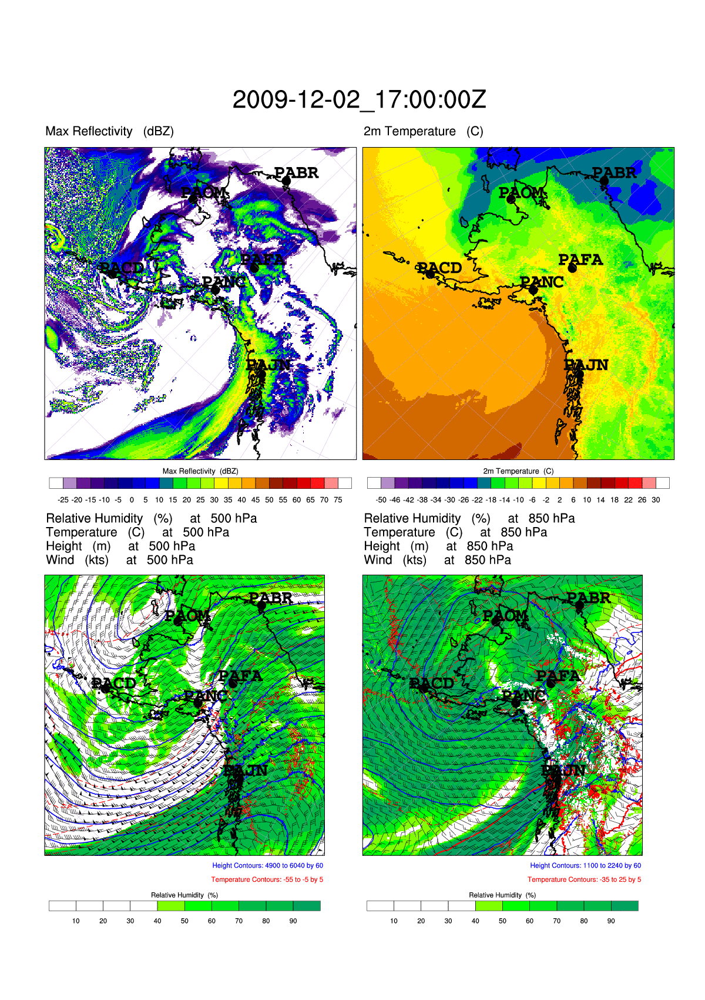 2009-12-02_17:00:00Z
Max Reflectivity (dBZ)
2m Temperature (C)
PABR
PAOM
PAFA
PACD
PANC
PAJN
PABR
PAOM
PAFA
PACD
PANC
PAJN
Max Reflectivity (dBZ)
-25 -20 -15 -10 -5 0 5 10 15 20 25 30 35 40 45 50 55 60 65 70 75
2m Temperature (C)
-50 -46 -42 -38 -34 -30 -26 -22 -18 -14 -10 -6 -2 2 6 10 14 18 22 26 30
Relative Humidity (%) at 500 hPa
Temperature (C) at 500 hPa
Height (m) at 500 hPa
Wind (kts) at 500 hPa
Relative Humidity (%) at 850 hPa
Temperature (C) at 850 hPa
Height (m) at 850 hPa
Wind (kts) at 850 hPa
PABR
PAOM
PAFA
PACD
PANC
PAJN
PABR
PAOM
PAFA
PACD
PANC
PAJN
Height Contours: 4900 to 6040 by 60
Temperature Contours: -55 to -5 by 5
Height Contours: 1100 to 2240 by 60
Temperature Contours: -35 to 25 by 5
Relative Humidity (%)
10 20 30 40 50 60 70 80 90
Relative Humidity (%)
10 20 30 40 50 60 70 80 90